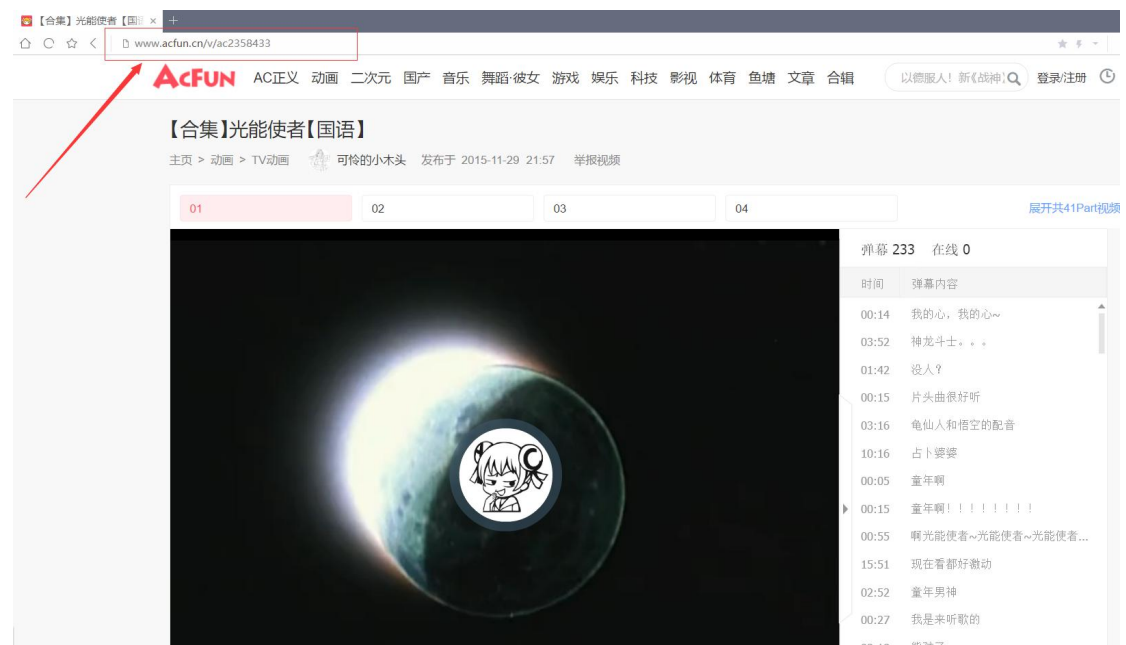 【合集】光能使者【国
www.acfun.cn/v/ac2358433
AcFun AC正义 动画 二次元 国产 音乐 舞蹈·彼女 游戏 娱乐 科技 影视 体育 鱼塘 文章 合辑 以德服人！新《战神 登录/注册
【合集】光能使者【国语】
主页 > 动画 > TV动画 可怜的小木头 发布于 2015-11-29 21:57 举报视频
01 02 03 04 展开共41Part视频
弹幕 233 在线 0
时间 弹幕内容
00:14 我的心，我的心~
03:52 神龙斗士。。。
01:42 没人？
00:15 片头曲很好听
03:16 龟仙人和悟空的配音
10:16 占卜婆婆
00:05 童年啊
00:15 童年啊！！！！！！！！
00:55 啊光能使者~光能使者~光能使者...
15:51 现在看都好激动
02:52 童年男神
00:27 我是来听歌的